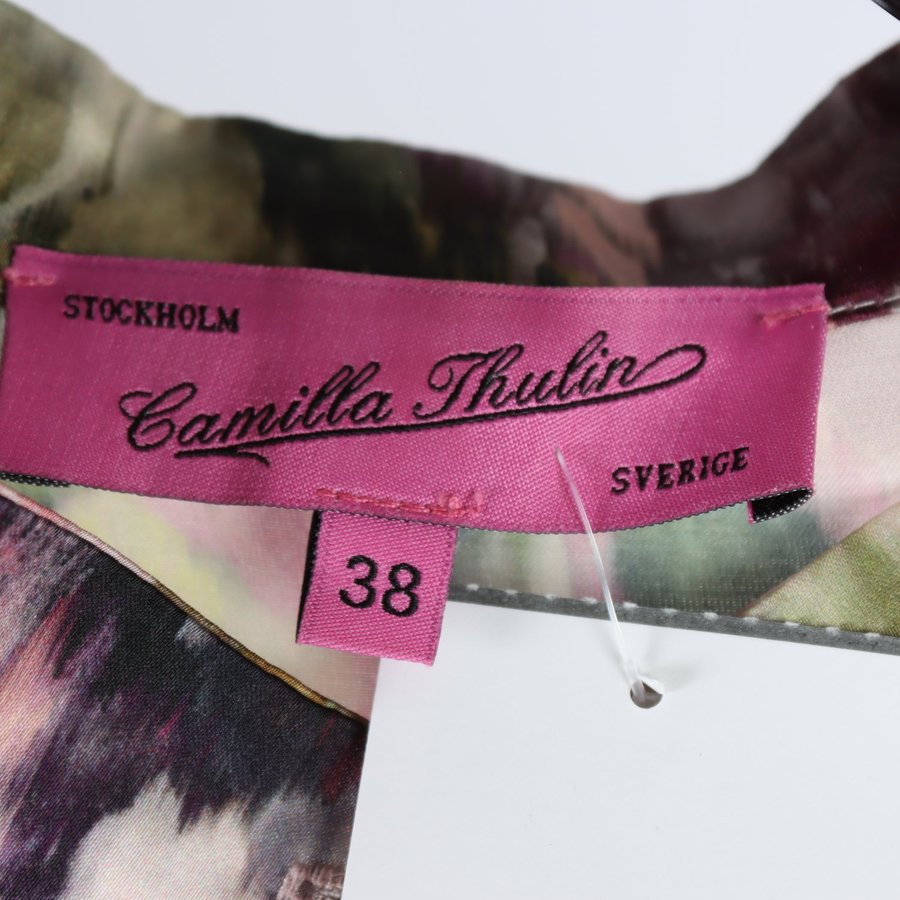 STOCKHOLM
Camilla Thulin
SVERIGE
38